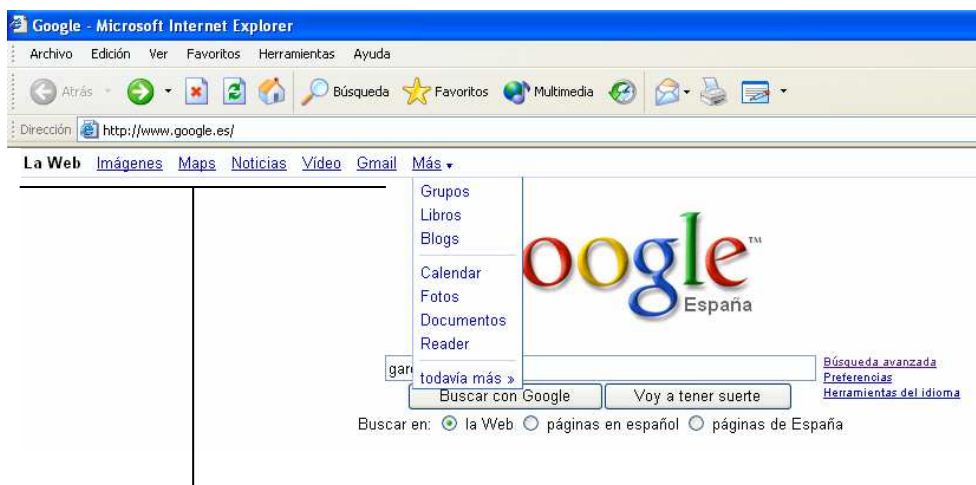 Google - Microsoft Internet Explorer
Archivo Edición Ver Favoritos Herramientas Ayuda
Atrás Búsqueda Favoritos Multimedia
Dirección http://www.google.es/
La Web Imágenes Maps Noticias Vídeo Gmail Más
Grupos
Libros
Blogs
Calendar
Fotos
Documentos
Reader
todavía más »
oogle™
España
Búsqueda avanzada
Preferencias
Herramientas del idioma
Buscar con Google Voy a tener suerte
Buscar en: la Web páginas en español páginas de España